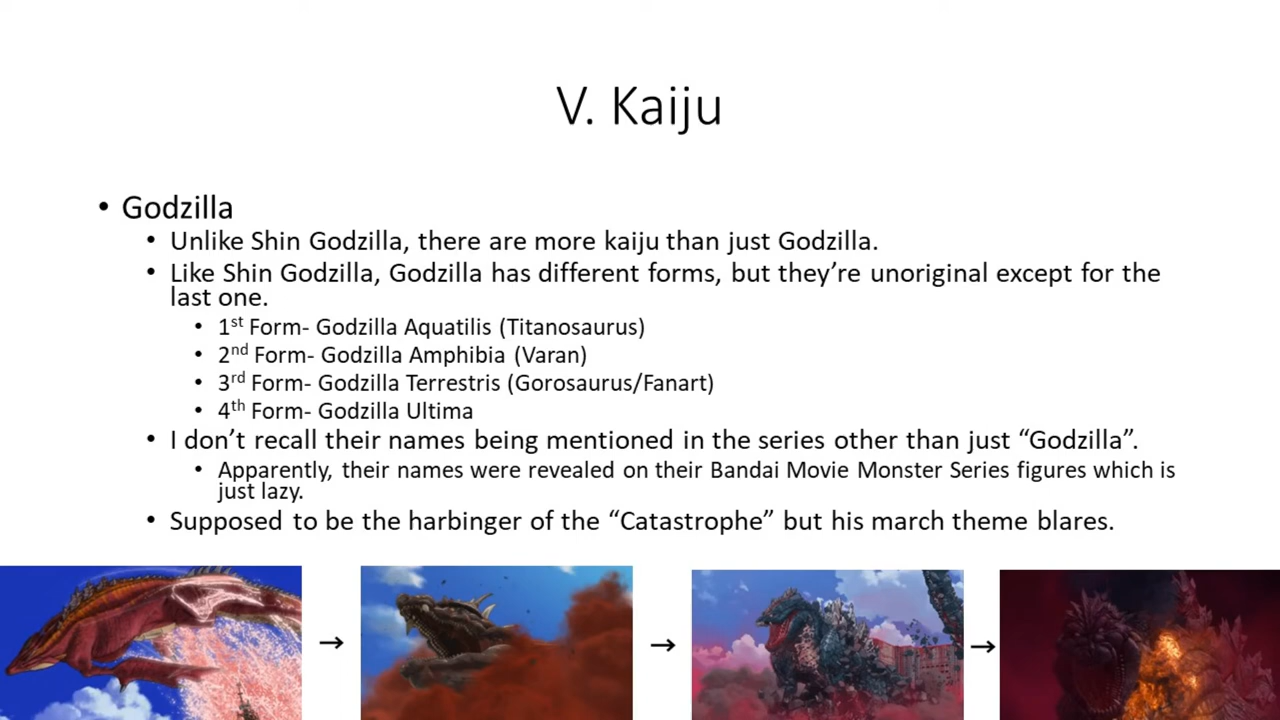 V. Kaiju
• Godzilla
• Unlike Shin Godzilla, there are more kaiju than just Godzilla.
• Like Shin Godzilla, Godzilla has different forms, but they’re unoriginal except for the
last one.
• 1st Form- Godzilla Aquatilis (Titanosaurus)
• 2nd Form- Godzilla Amphibia (Varan)
• 3rd Form- Godzilla Terrestris (Gorosaurus/Fanart)
• 4th Form- Godzilla Ultima
• I don’t recall their names being mentioned in the series other than just “Godzilla”.
• Apparently, their names were revealed on their Bandai Movie Monster Series figures which is
just lazy.
• Supposed to be the harbinger of the “Catastrophe” but his march theme blares.
→ → →